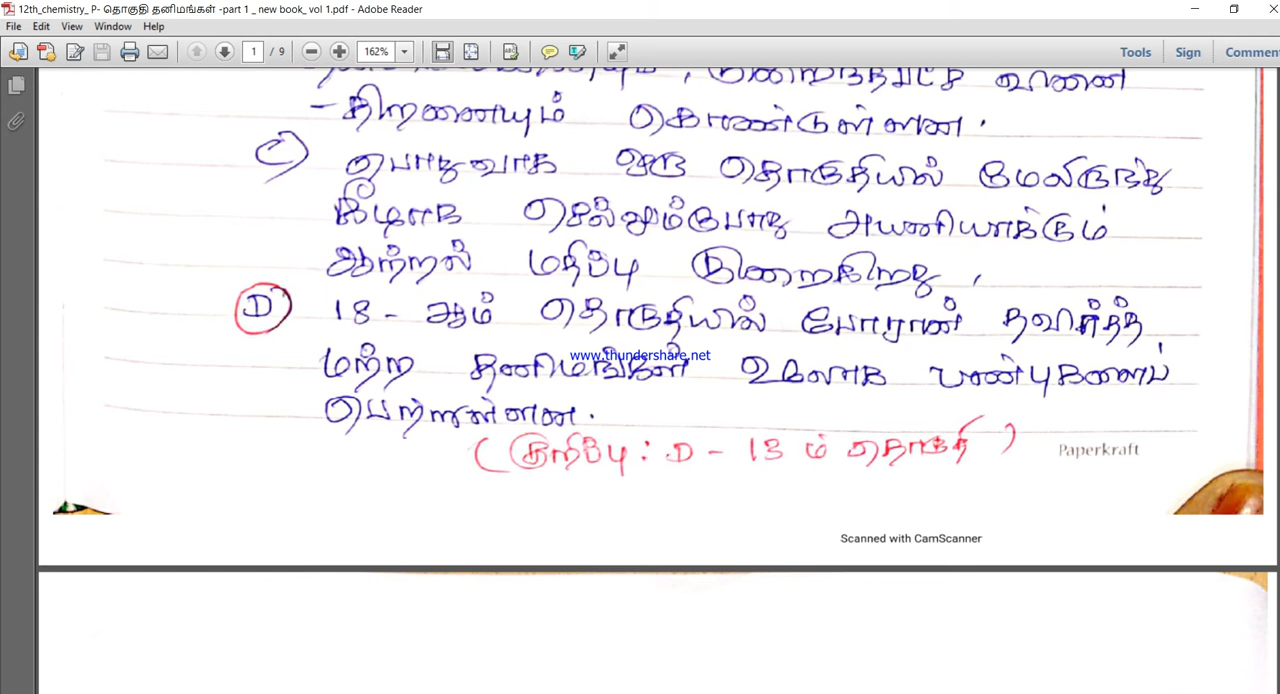 12th_chemistry_ P- தொகுதி தனிமங்கள் -part 1 _ new book_ vol 1.pdf - Adobe Reader
File Edit View Window Help
1 / 9 162% Tools Sign Commen
- திறனையும் கொண்டுள்ளன.
C) பொதுவாக ஒரு தொகுதியில் மேலிருந்து
கீழாக செல்லும்போது அயனியாக்கும்
ஆற்றல் மதிப்பு குறைகிறது,
D) 18 - ஆம் தொகுதியில் போரான் தவிர்த்த
மற்ற தனிமங்கள் உலோக பண்புகளைப்
www.thundershare.net
பெற்றுள்ளன.
(குறிப்பு : D - 13 ம் தொகுதி)
Paperkraft
Scanned with CamScanner